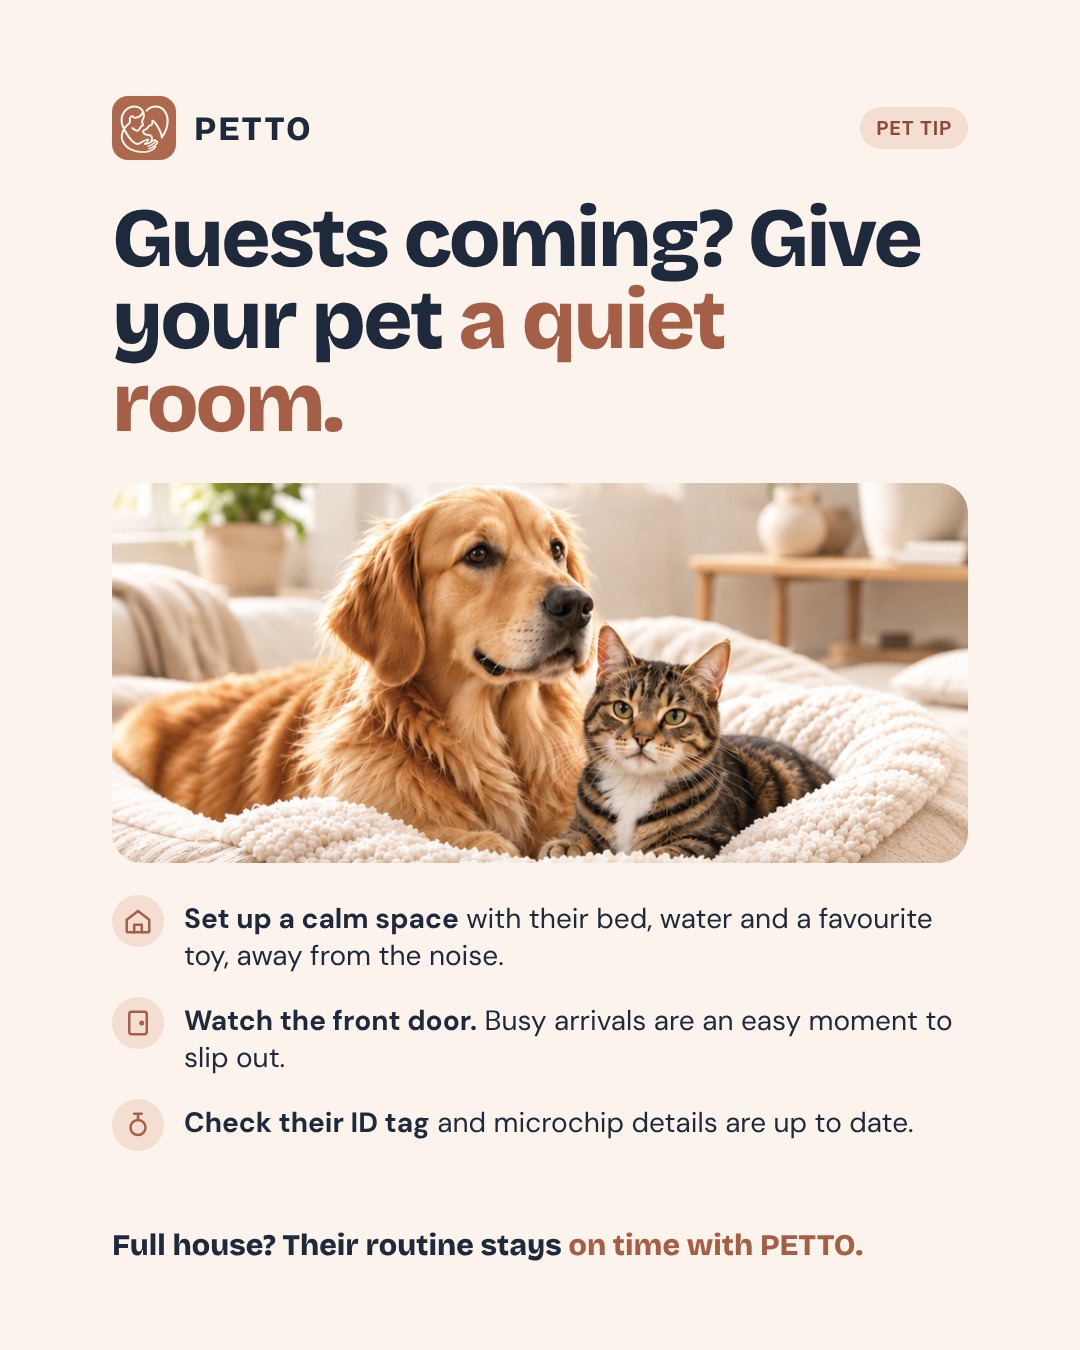 PETTO
PET TIP
Guests coming? Give
your pet a quiet
room.
Set up a calm space with their bed, water and a favourite
toy, away from the noise.
Watch the front door. Busy arrivals are an easy moment to
slip out.
Check their ID tag and microchip details are up to date.
Full house? Their routine stays on time with PETTO.